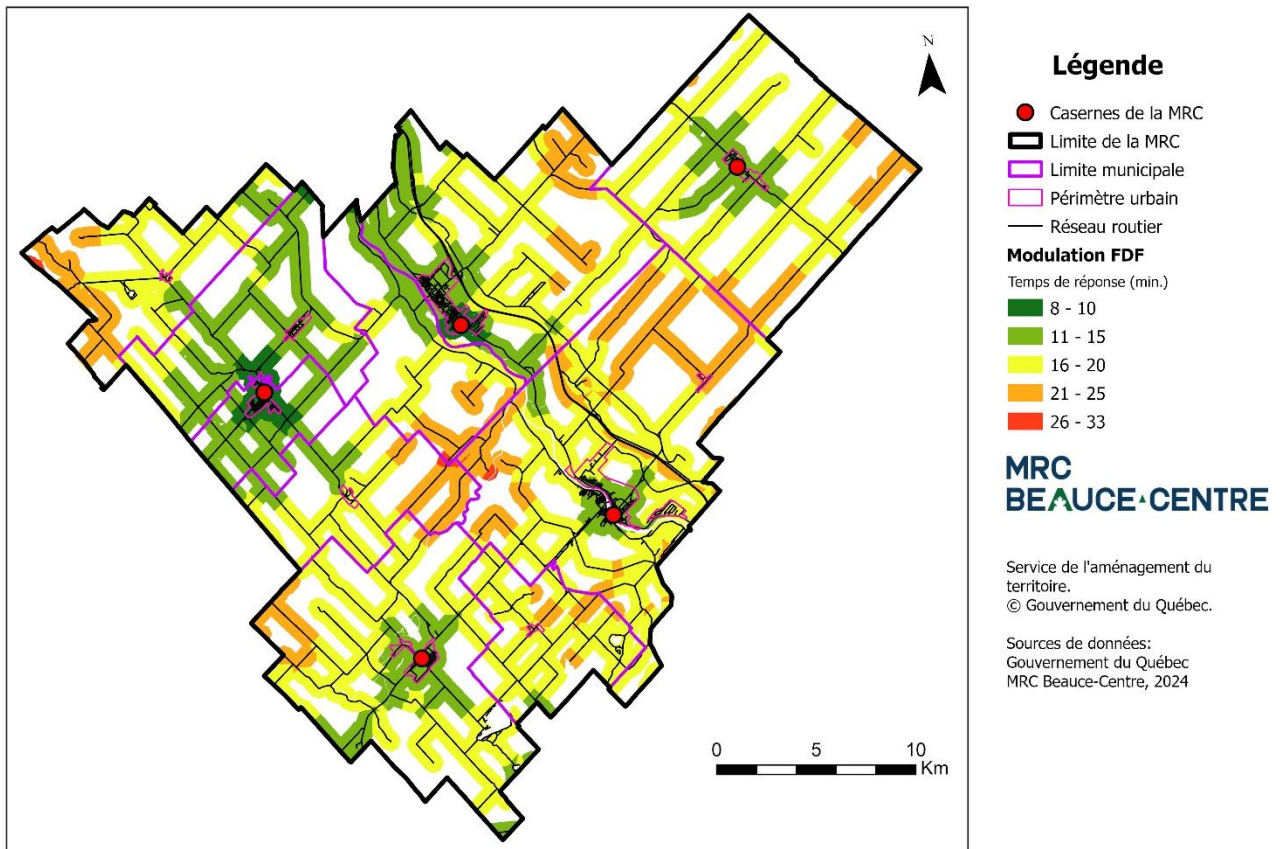 N
Légende
Casernes de la MRC
Limite de la MRC
Limite municipale
Périmètre urbain
Réseau routier
Modulation FDF
Temps de réponse (min.)
8 - 10
11 - 15
16 - 20
21 - 25
26 - 33
MRC
BEAUCE-CENTRE
Service de l'aménagement du
territoire.
© Gouvernement du Québec.
Sources de données:
Gouvernement du Québec
MRC Beauce-Centre, 2024
0 5 10
Km